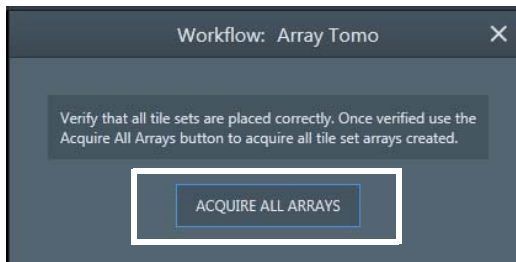 Workflow: Array Tomo
Verify that all tile sets are placed correctly. Once verified use the
Acquire All Arrays button to acquire all tile set arrays created.
ACQUIRE ALL ARRAYS